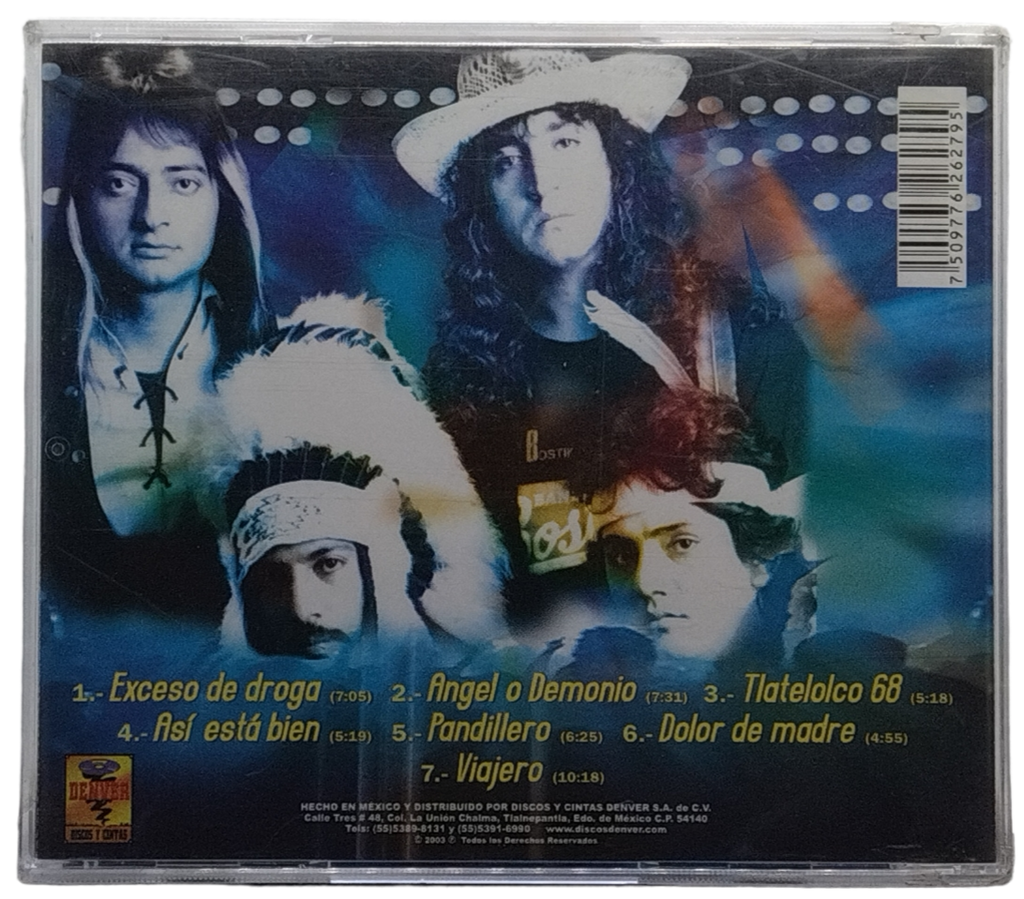 7 509776 262795
BOSTIK
BANDA
1.- Exceso de droga (7:05) 2.- Angel o Demonio (7:31) 3.- Tlatelolco 68 (5:18)
4.- Así está bien (5:19) 5.- Pandillero (6:25) 6.- Dolor de madre (4:55)
7.- Viajero (10:18)
DENVER
DISCOS Y CINTAS
HECHO EN MÉXICO Y DISTRIBUIDO POR DISCOS Y CINTAS DENVER S.A. de C.V.
Calle Tres # 48, Col. La Unión Chalma, Tlalnepantla, Edo. de México C.P. 54140
Tels: (55)5389-8131 y (55)5391-6990 www.discosdenver.com
© 2003 ℗ Todos los Derechos Reservados